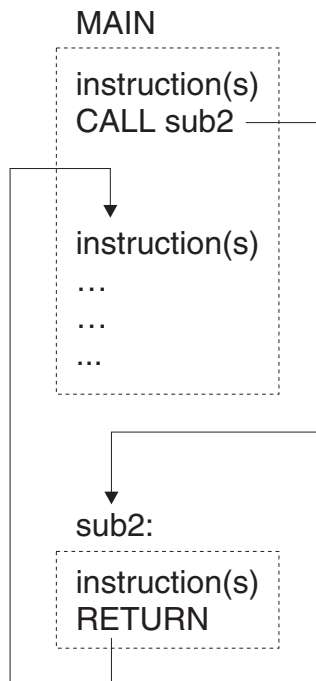 MAIN
instruction(s)
CALL sub2
instruction(s)
…
…
...
sub2:
instruction(s)
RETURN